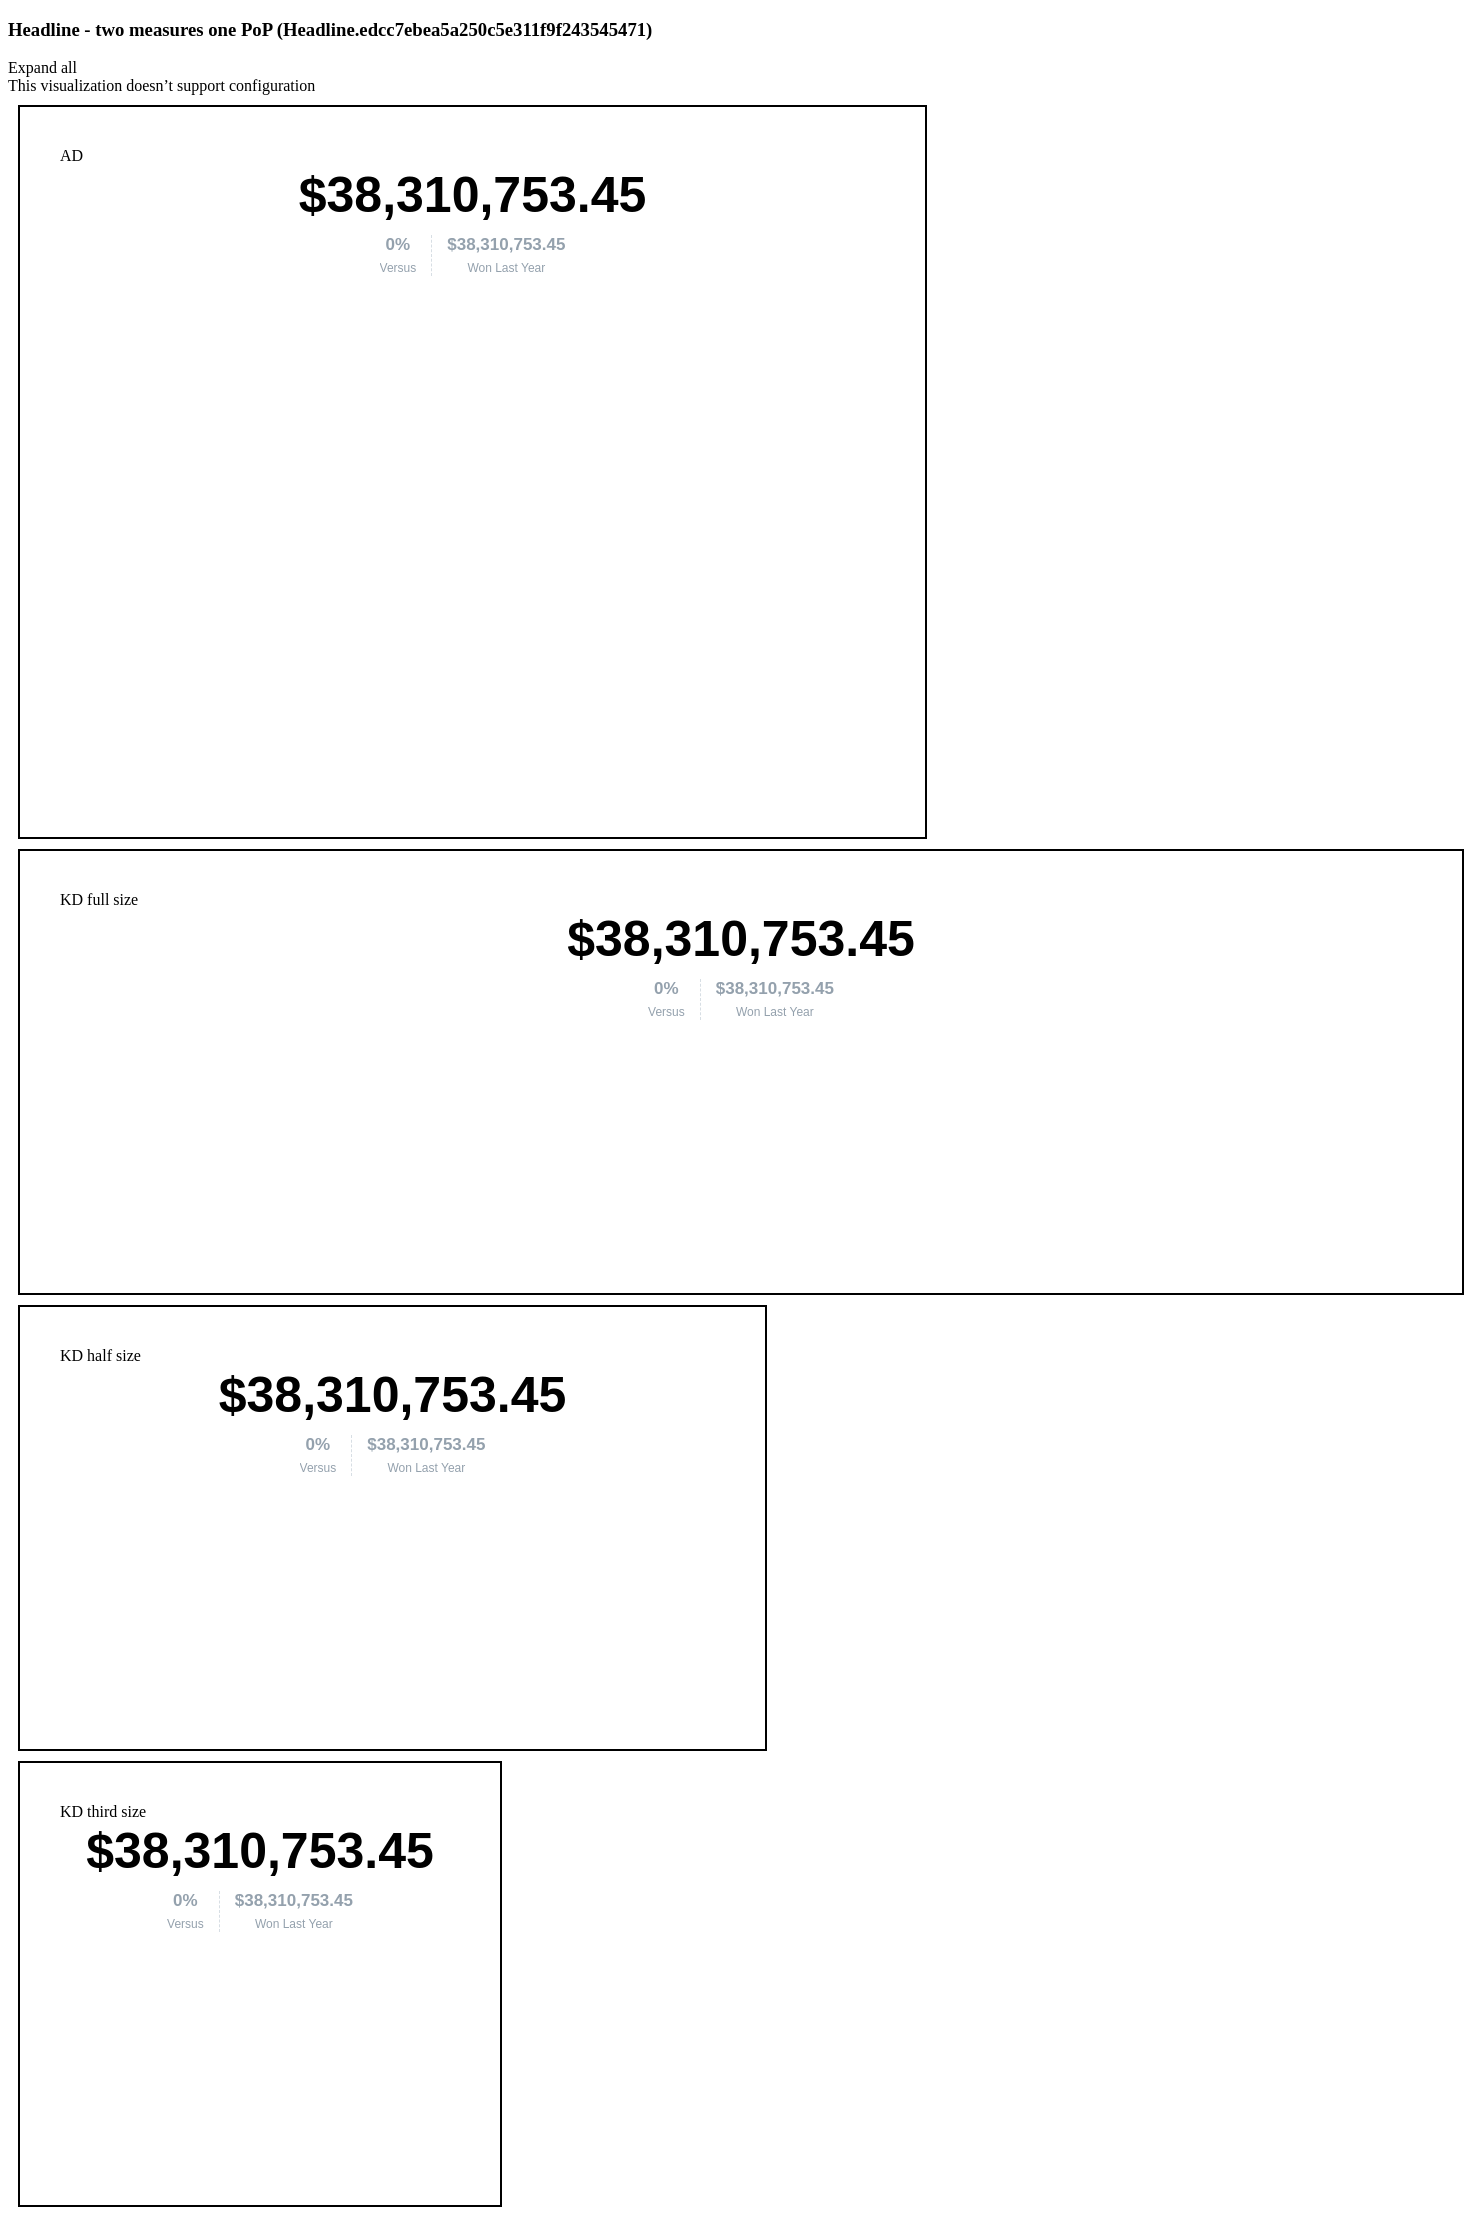 Headline - two measures one PoP (Headline.edcc7ebea5a250c5e311f9f243545471)
Expand all
This visualization doesn’t support configuration
AD
$38,310,753.45
0% $38,310,753.45
Versus Won Last Year
KD full size
$38,310,753.45
0% $38,310,753.45
Versus Won Last Year
KD half size
$38,310,753.45
0% $38,310,753.45
Versus Won Last Year
KD third size
$38,310,753.45
0% $38,310,753.45
Versus Won Last Year